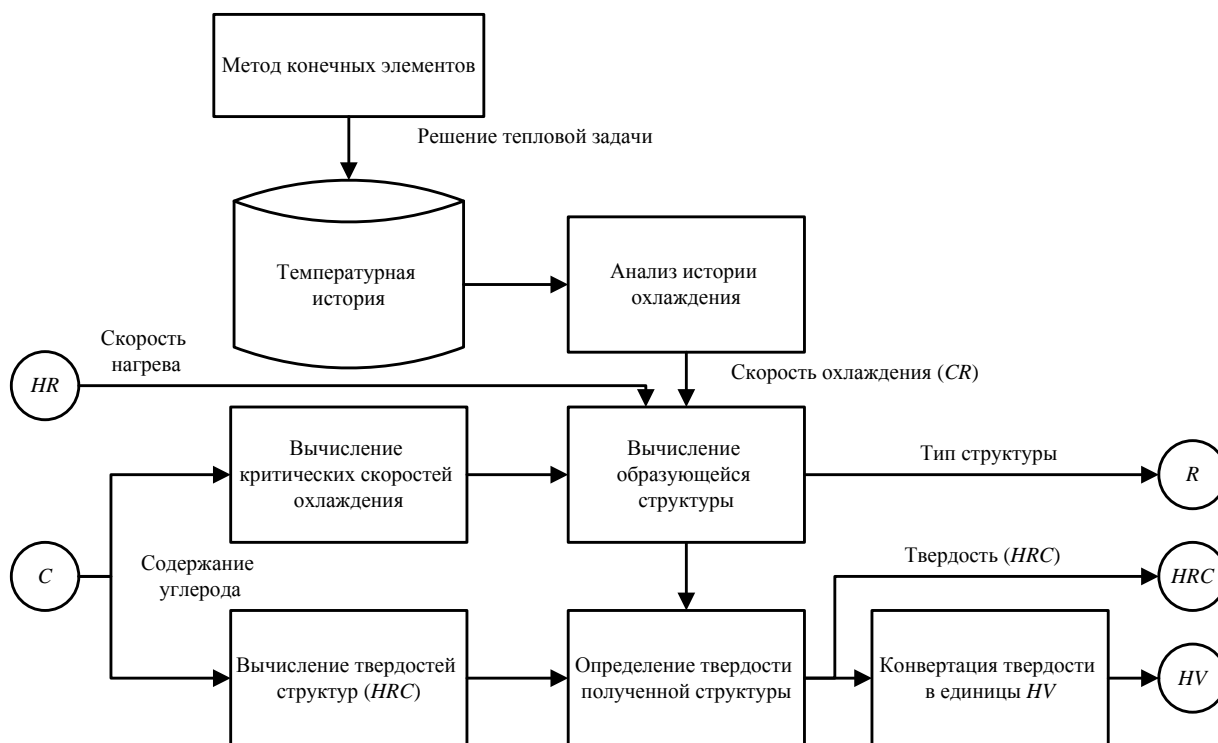 Метод конечных элементов
Решение тепловой задачи
Температурная
история
Анализ истории
охлаждения
Скорость
нагрева
HR
Скорость охлаждения (CR)
Вычисление
критических скоростей
охлаждения
Вычисление
образующейся
структуры
Тип структуры
R
C
Содержание
углерода
Твердость (HRC)
HRC
Вычисление твердостей
структур (HRC)
Определение твердости
полученной структуры
Конвертация твердости
в единицы HV
HV